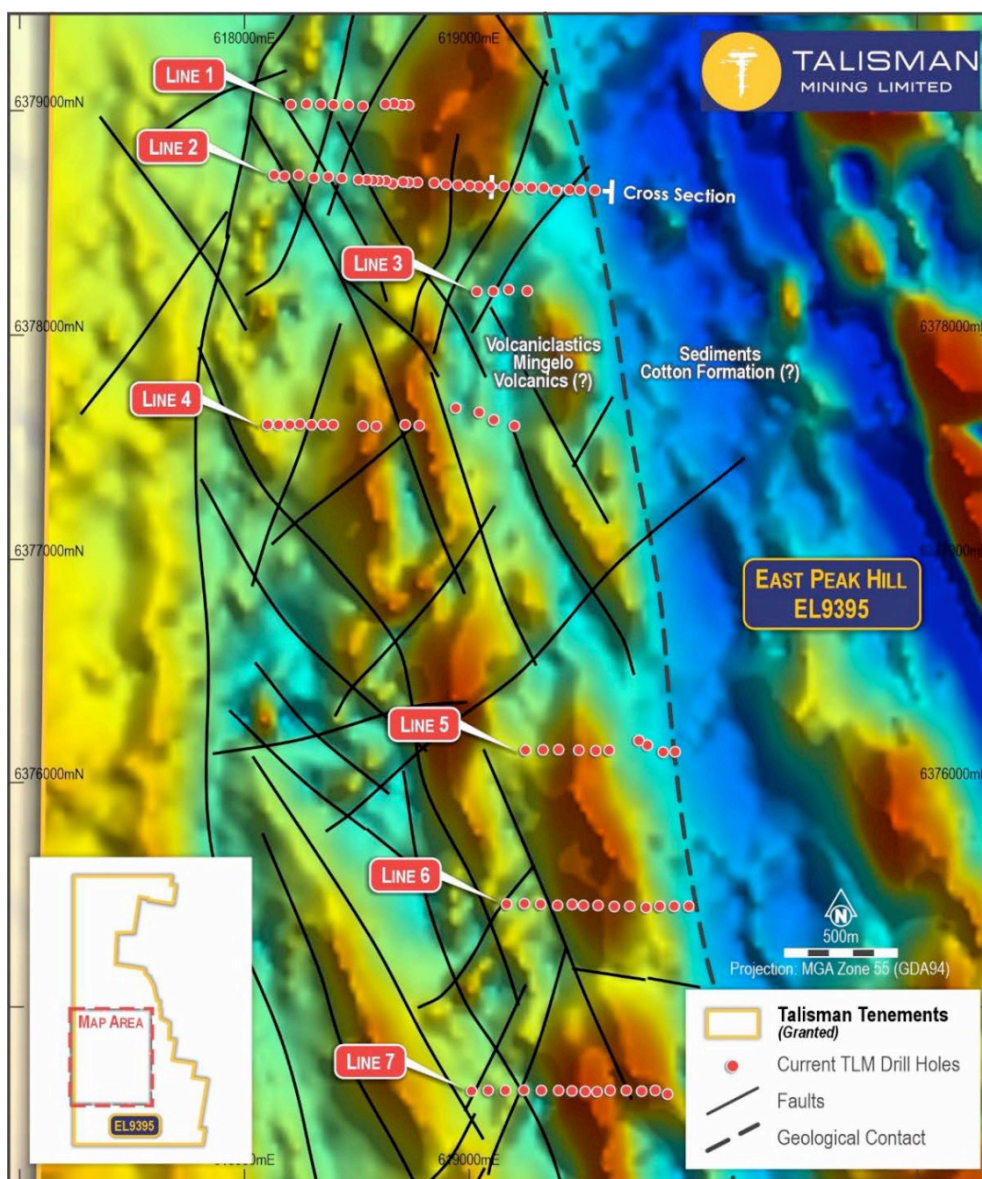 618000mE
619000mE
TALISMAN
MINING LIMITED
LINE 1
6379000mN
LINE 2
Cross Section
LINE 3
6378000mN
6378000mN
Volcaniclastics
Mingelo
Volcanics (?)
Sediments
Cotton Formation (?)
LINE 4
6377000mN
EAST PEAK HILL
EL9395
LINE 5
6376000mN
6376000mN
LINE 6
N
500m
Projection: MGA Zone 55 (GDA94)
MAP AREA
EL9395
LINE 7
Talisman Tenements
(Granted)
Current TLM Drill Holes
Faults
Geological Contact
619000mE